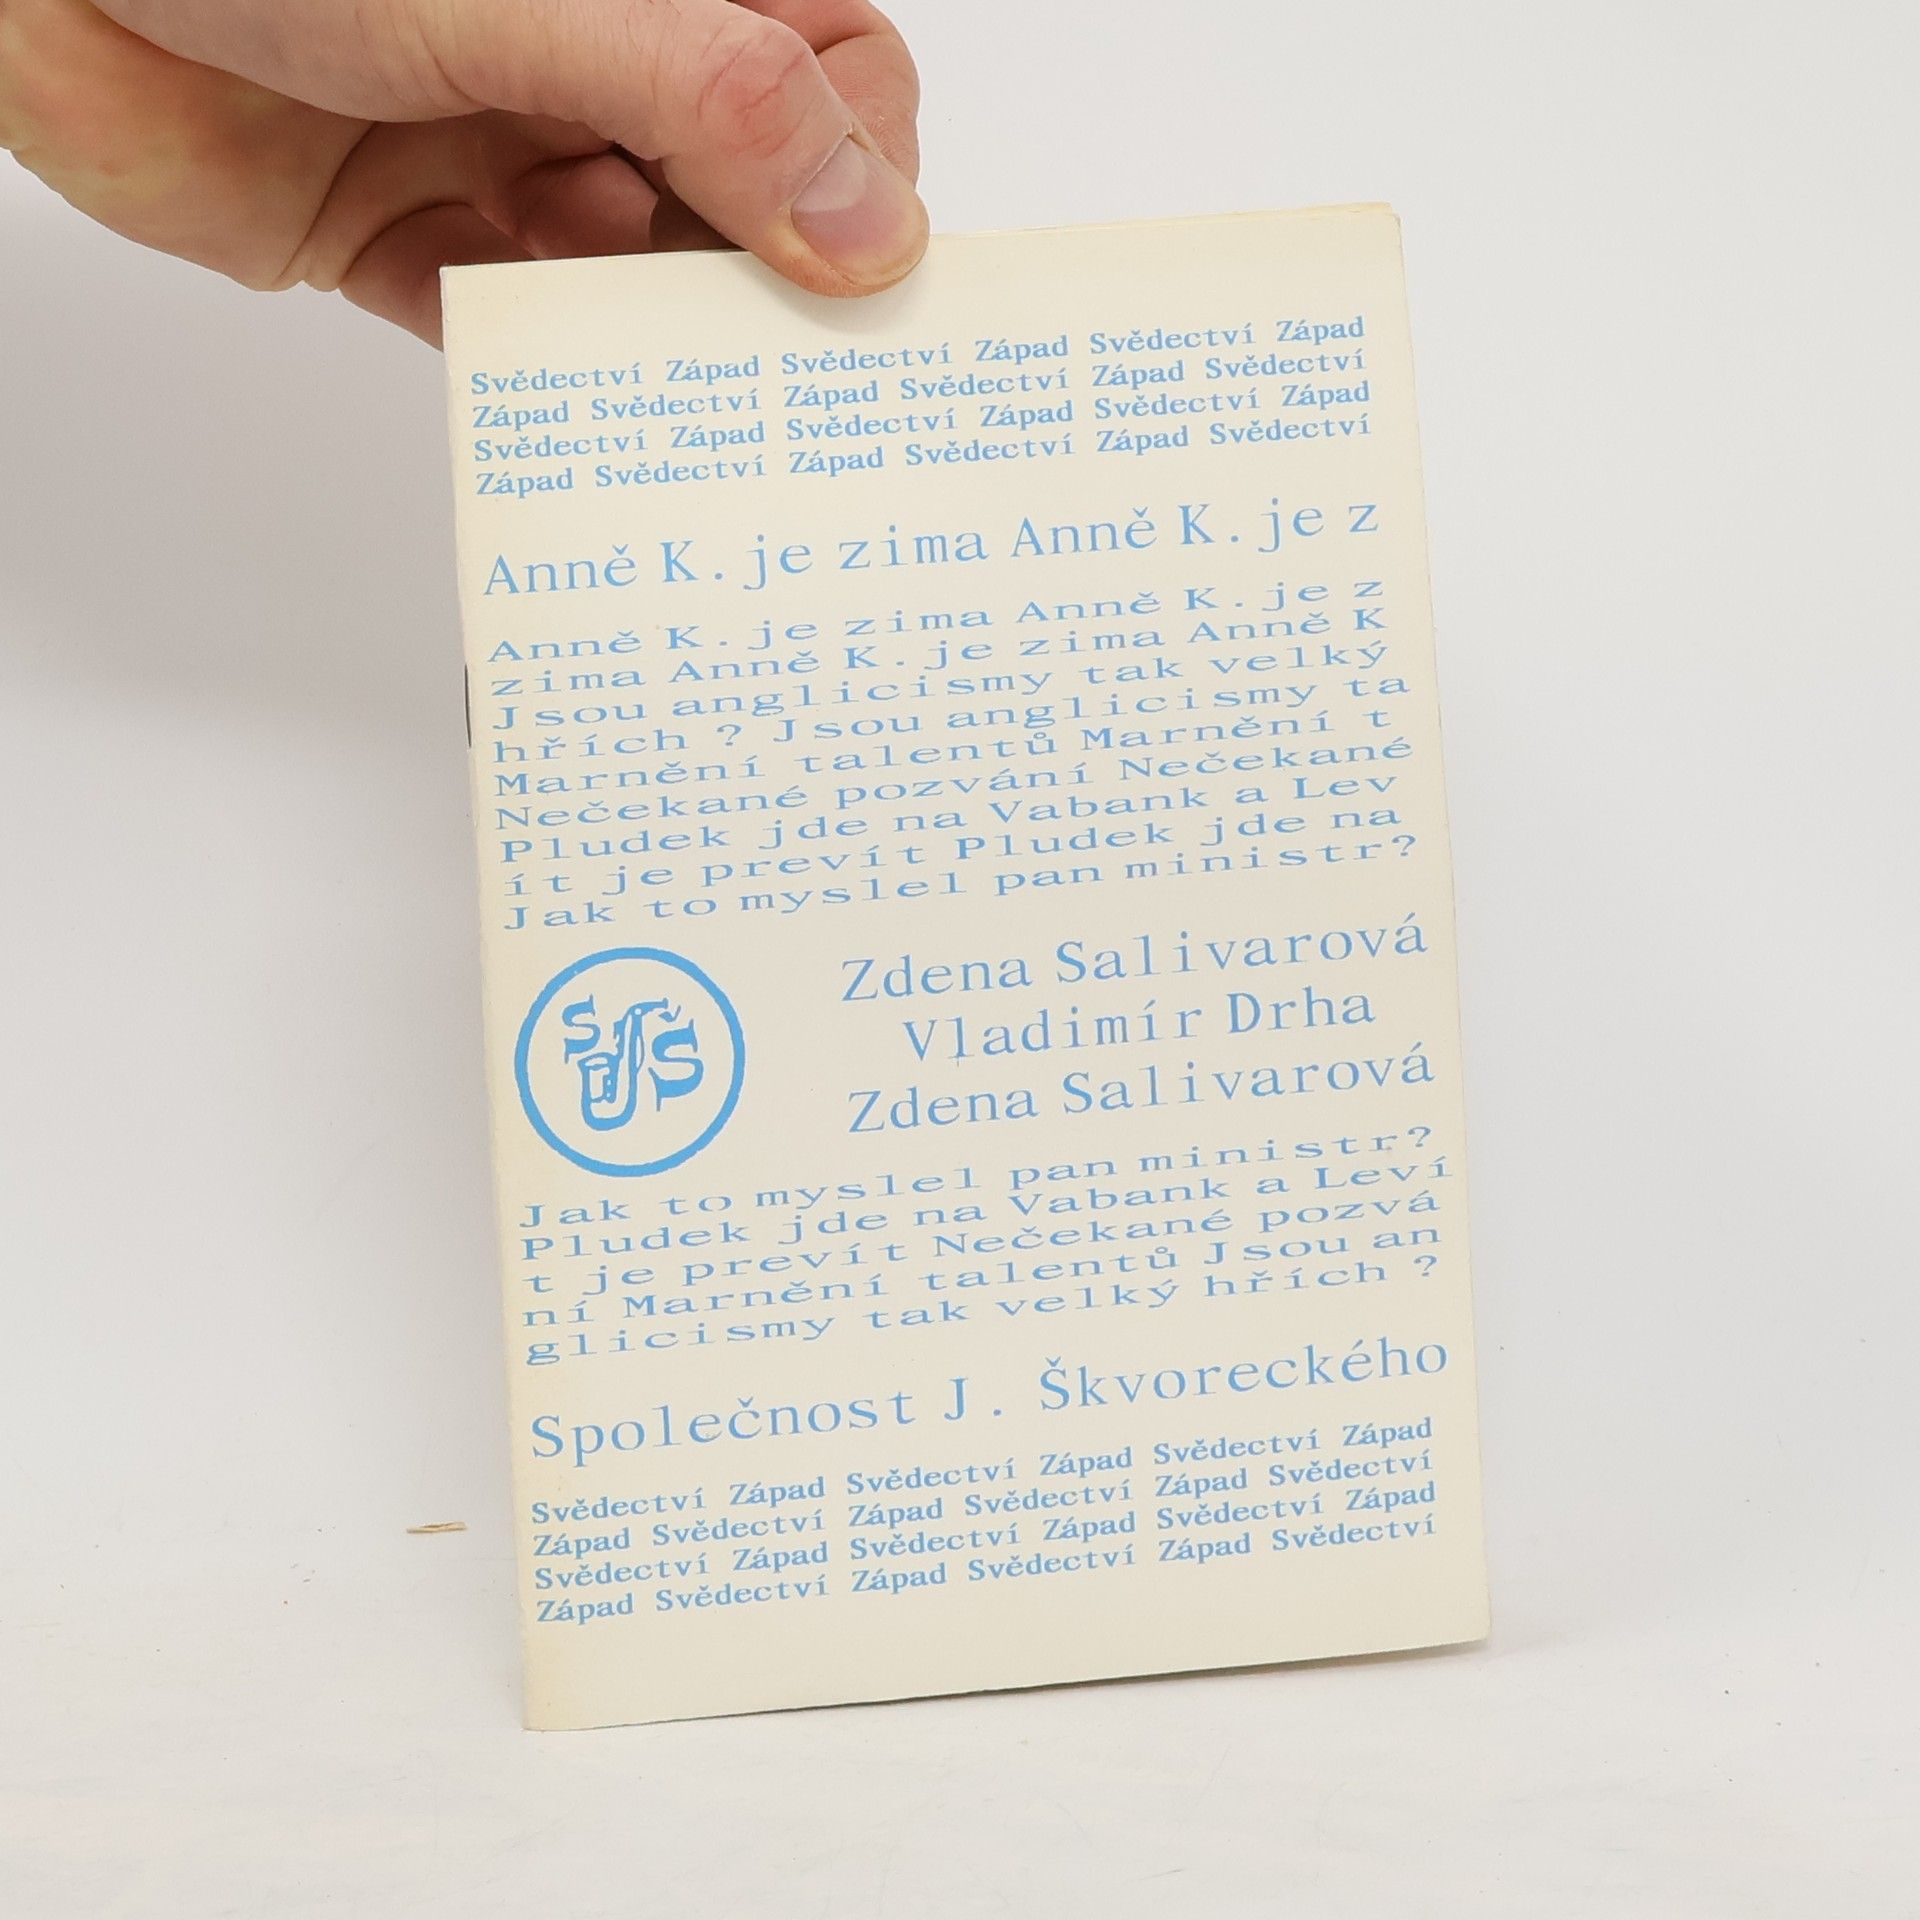 Svědectví Západ Svědectví Západ Svědectví Západ
Západ Svědectví Západ Svědectví Západ Svědectví
Svědectví Západ Svědectví Západ Svědectví Západ
Západ Svědectví Západ Svědectví Západ Svědectví
Anně K. je zima Anně K. je z
Anně K. je zima Anně K. je z
zima Anně K. je zima Anně K
Jsou anglicismy tak velký
hřích ? Jsou anglicismy ta
Marnění talentů Marnění t
Nečekané pozvání Nečekané
Pludek jde na Vabank a Lev
ít je prevít Pludek jde na
Jak to myslel pan ministr?
SJŠ
Zdena Salivarová
Vladimír Drha
Zdena Salivarová
Jak to myslel pan ministr?
Pludek jde na Vabank a Leví
t je prevít Nečekané pozvá
ní Marnění talentů Jsou an
glicismy tak velký hřích ?
Společnost J. Škvoreckého
Svědectví Západ Svědectví Západ Svědectví Západ
Západ Svědectví Západ Svědectví Západ Svědectví
Svědectví Západ Svědectví Západ Svědectví Západ
Západ Svědectví Západ Svědectví Západ Svědectví